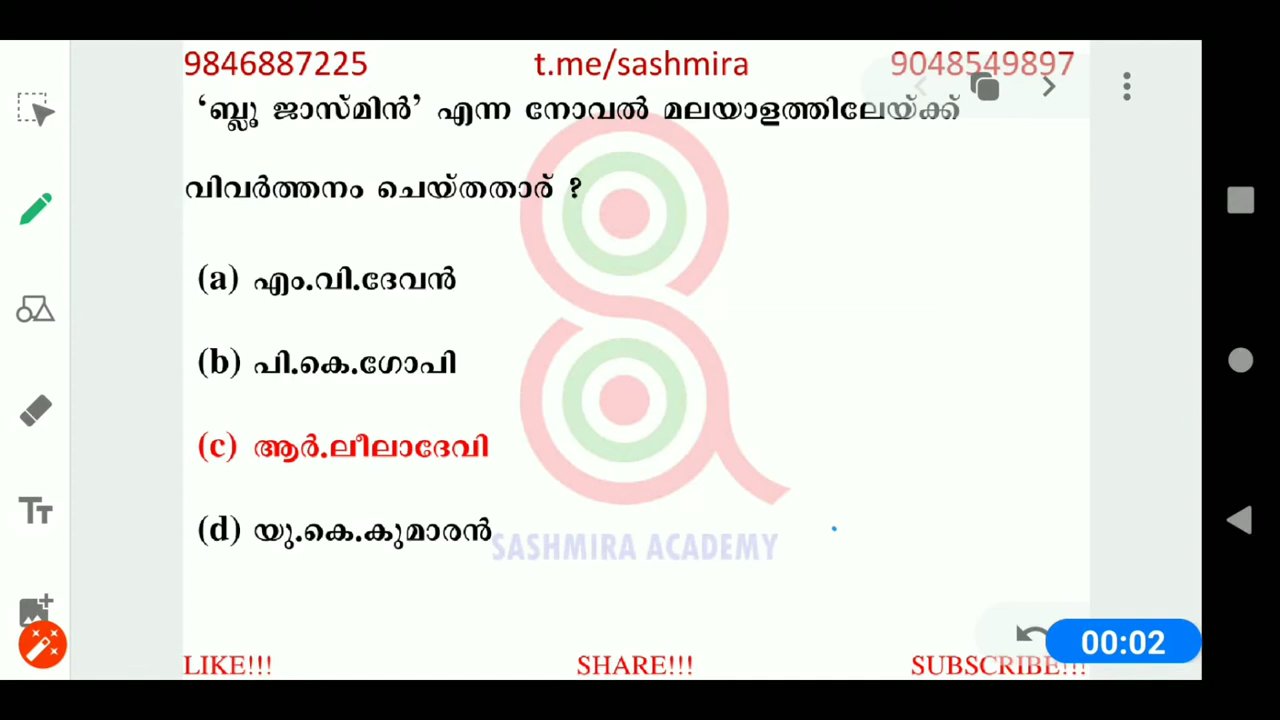 9846887225 t.me/sashmira 9048549897
‘ബ്ലൂ ജാസ്മിൻ’ എന്ന നോവൽ മലയാളത്തിലേയ്ക്ക്
വിവർത്തനം ചെയ്തതാര് ?
(a) എം.വി.ദേവൻ
(b) പി.കെ.ഗോപി
(c) ആർ.ലീലാദേവി
(d) യു.കെ.കുമാരൻ
SASHMIRA ACADEMY
00:02
LIKE!!! SHARE!!! SUBSCRIBE!!!